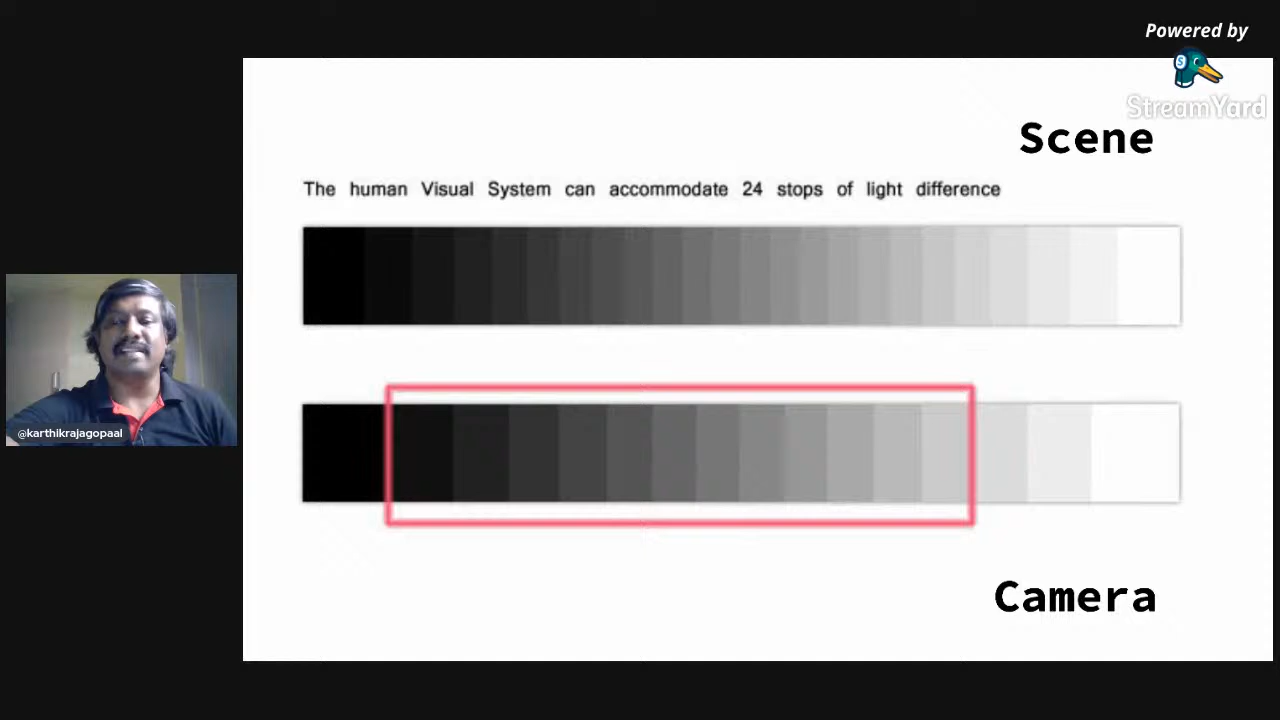 Powered by
StreamYard
Scene
The human Visual System can accommodate 24 stops of light difference
@karthikrajagopaal
Camera